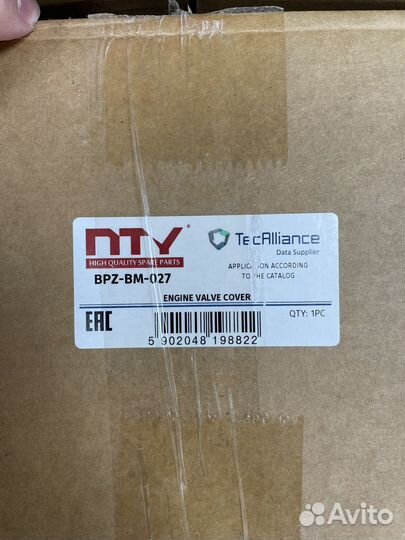 NTY
HIGH QUALITY SPARE PARTS
BPZ-BM-027
TecAlliance
Data Supplier
APPLICATION ACCORDING
TO THE CATALOG
ENGINE VALVE COVER
EAC
5 902048 198822
QTY: 1PC
Avito